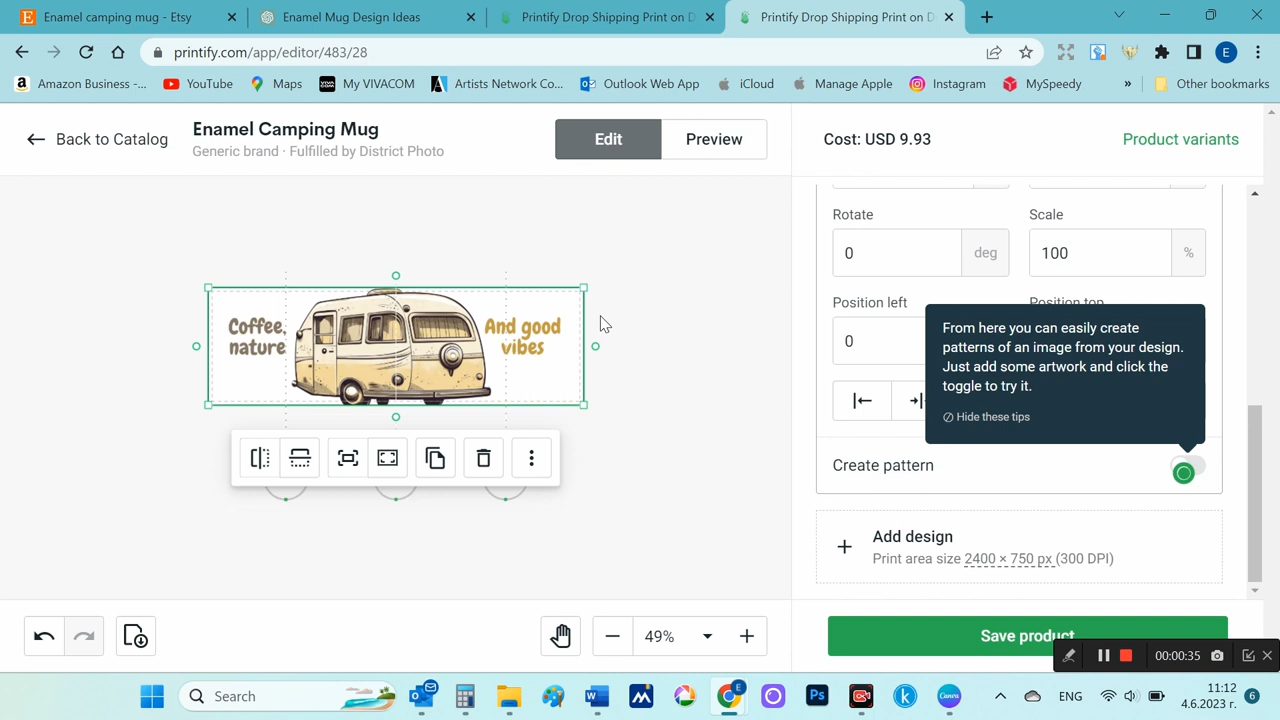 Enamel camping mug - Etsy
Enamel Mug Design Ideas
Printify Drop Shipping Print on D
Printify Drop Shipping Print on D
printify.com/app/editor/483/28
E
Amazon Business -...
YouTube
Maps
My VIVACOM
Artists Network Co...
Outlook Web App
iCloud
Manage Apple
Instagram
MySpeedy
»
Other bookmarks
Back to Catalog
Enamel Camping Mug
Generic brand · Fulfilled by District Photo
Edit
Preview
Cost: USD 9.93
Product variants
Rotate
Scale
0
deg
100
%
Position left
Position top
0
From here you can easily create
patterns of an image from your design.
Just add some artwork and click the
toggle to try it.
Hide these tips
Coffee,
nature
And good
vibes
Create pattern
Add design
Print area size 2400 × 750 px (300 DPI)
49%
Save product
00:00:35
Search
ENG
11:12
4.6.2023 г.
6